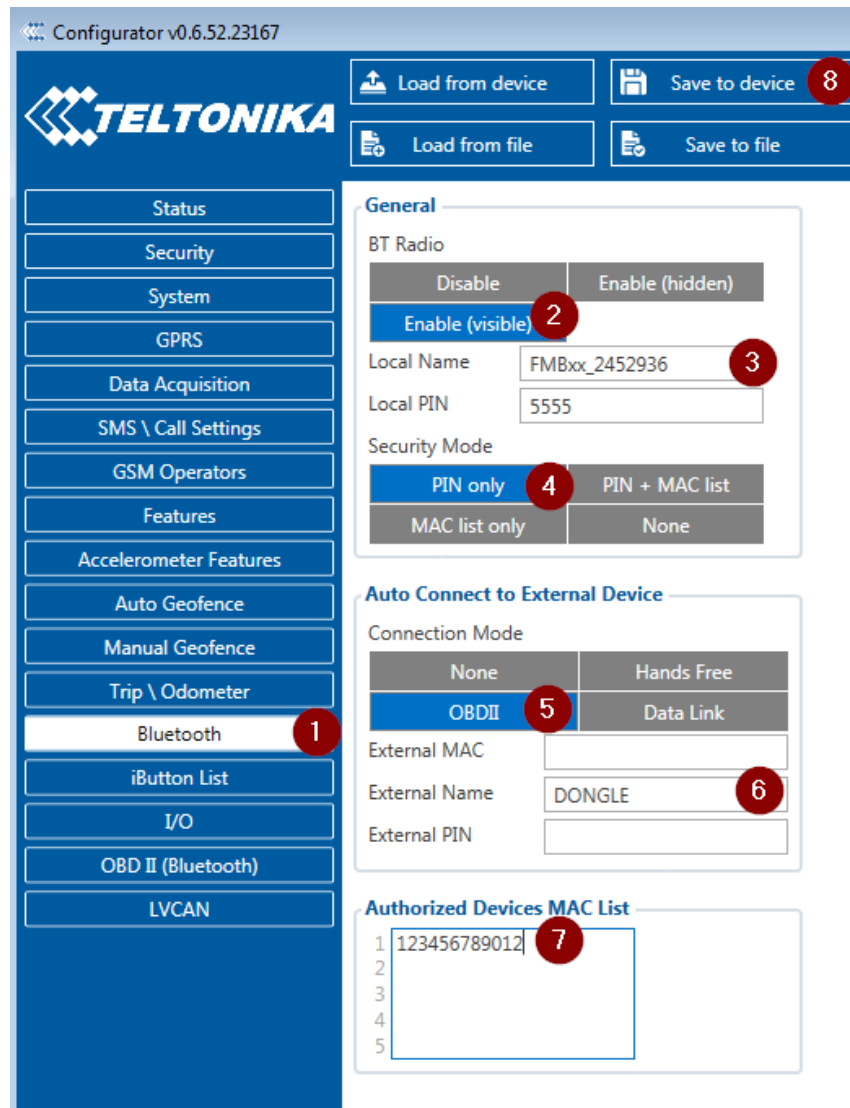 Configurator v0.6.52.23167
TELTONIKA
Load from device
Save to device 8
Load from file
Save to file
Status
Security
System
GPRS
Data Acquisition
SMS \ Call Settings
GSM Operators
Features
Accelerometer Features
Auto Geofence
Manual Geofence
Trip \ Odometer
Bluetooth 1
iButton List
I/O
OBD II (Bluetooth)
LVCAN
General
BT Radio
Disable
Enable (hidden)
Enable (visible) 2
Local Name FMBxx_2452936 3
Local PIN 5555
Security Mode
PIN only 4
PIN + MAC list
MAC list only
None
Auto Connect to External Device
Connection Mode
None
Hands Free
OBDII 5
Data Link
External MAC
External Name DONGLE 6
External PIN
Authorized Devices MAC List
1 123456789012 7
2
3
4
5